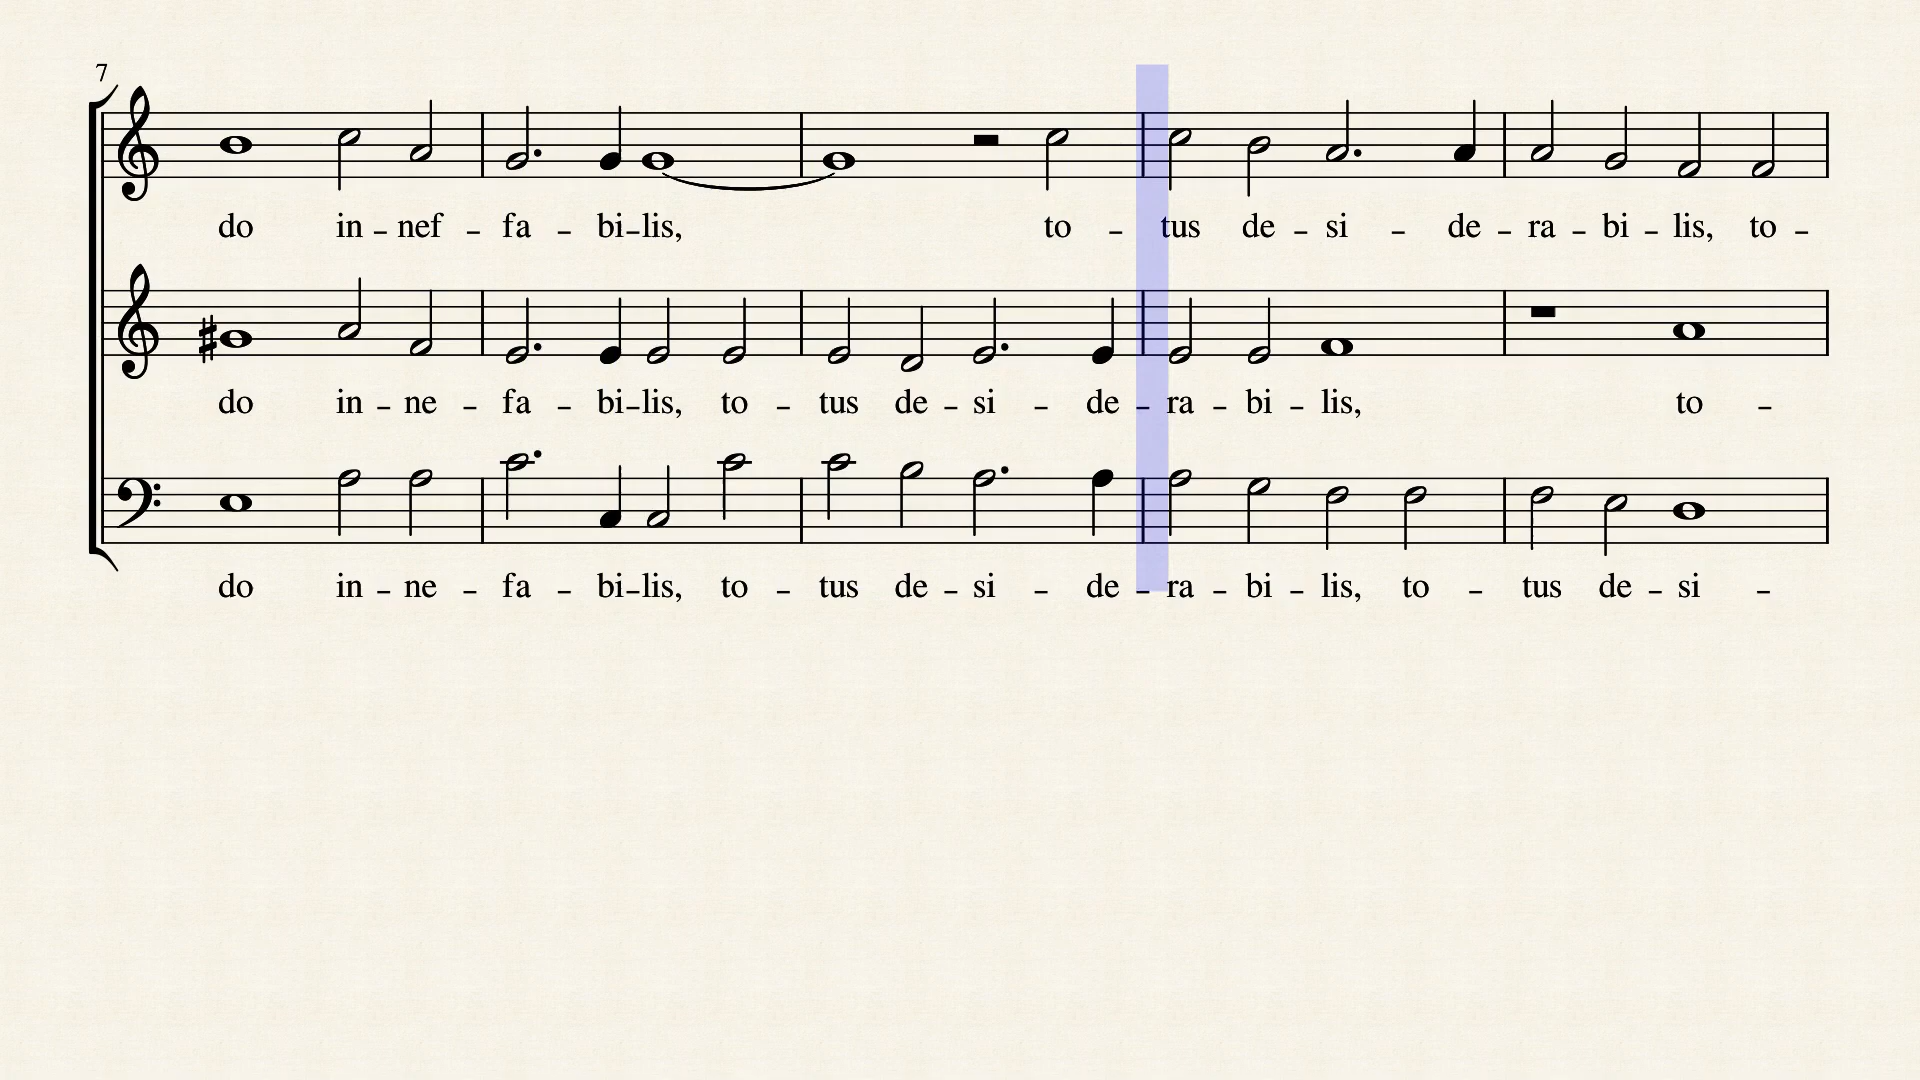 7
do in - nef - fa - bi - lis, to - tus de - si - de - ra - bi - lis, to -
do in - ne - fa - bi - lis, to - tus de - si - de - ra - bi - lis, to -
do in - ne - fa - bi - lis, to - tus de - si - de - ra - bi - lis, to - tus de - si -